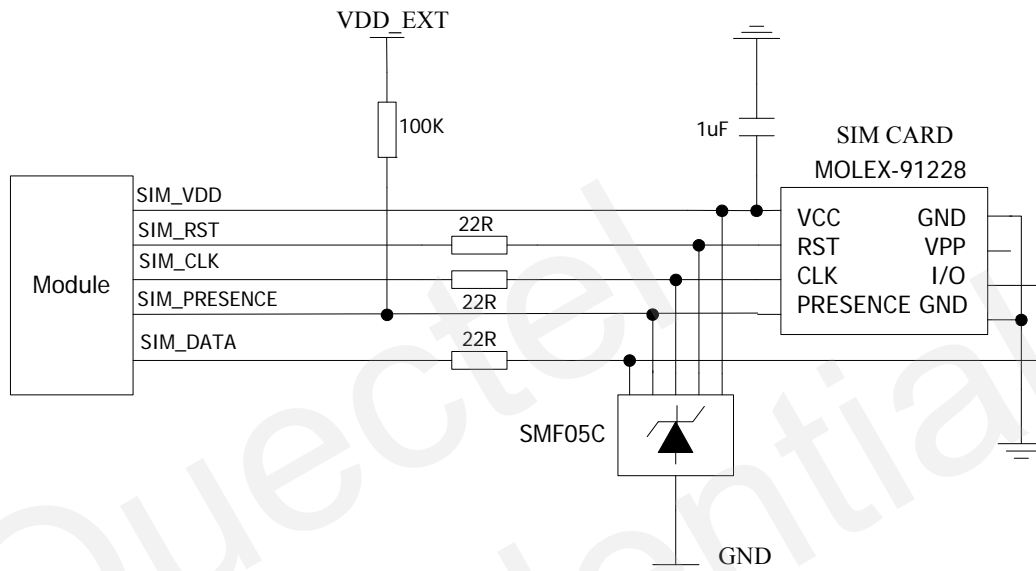 VDD_EXT
100K
1uF
SIM CARD
MOLEX-91228
Module
SIM_VDD
SIM_RST
SIM_CLK
SIM_PRESENCE
SIM_DATA
22R
22R
22R
VCC GND
RST VPP
CLK I/O
PRESENCE GND
SMF05C
GND
Quectel